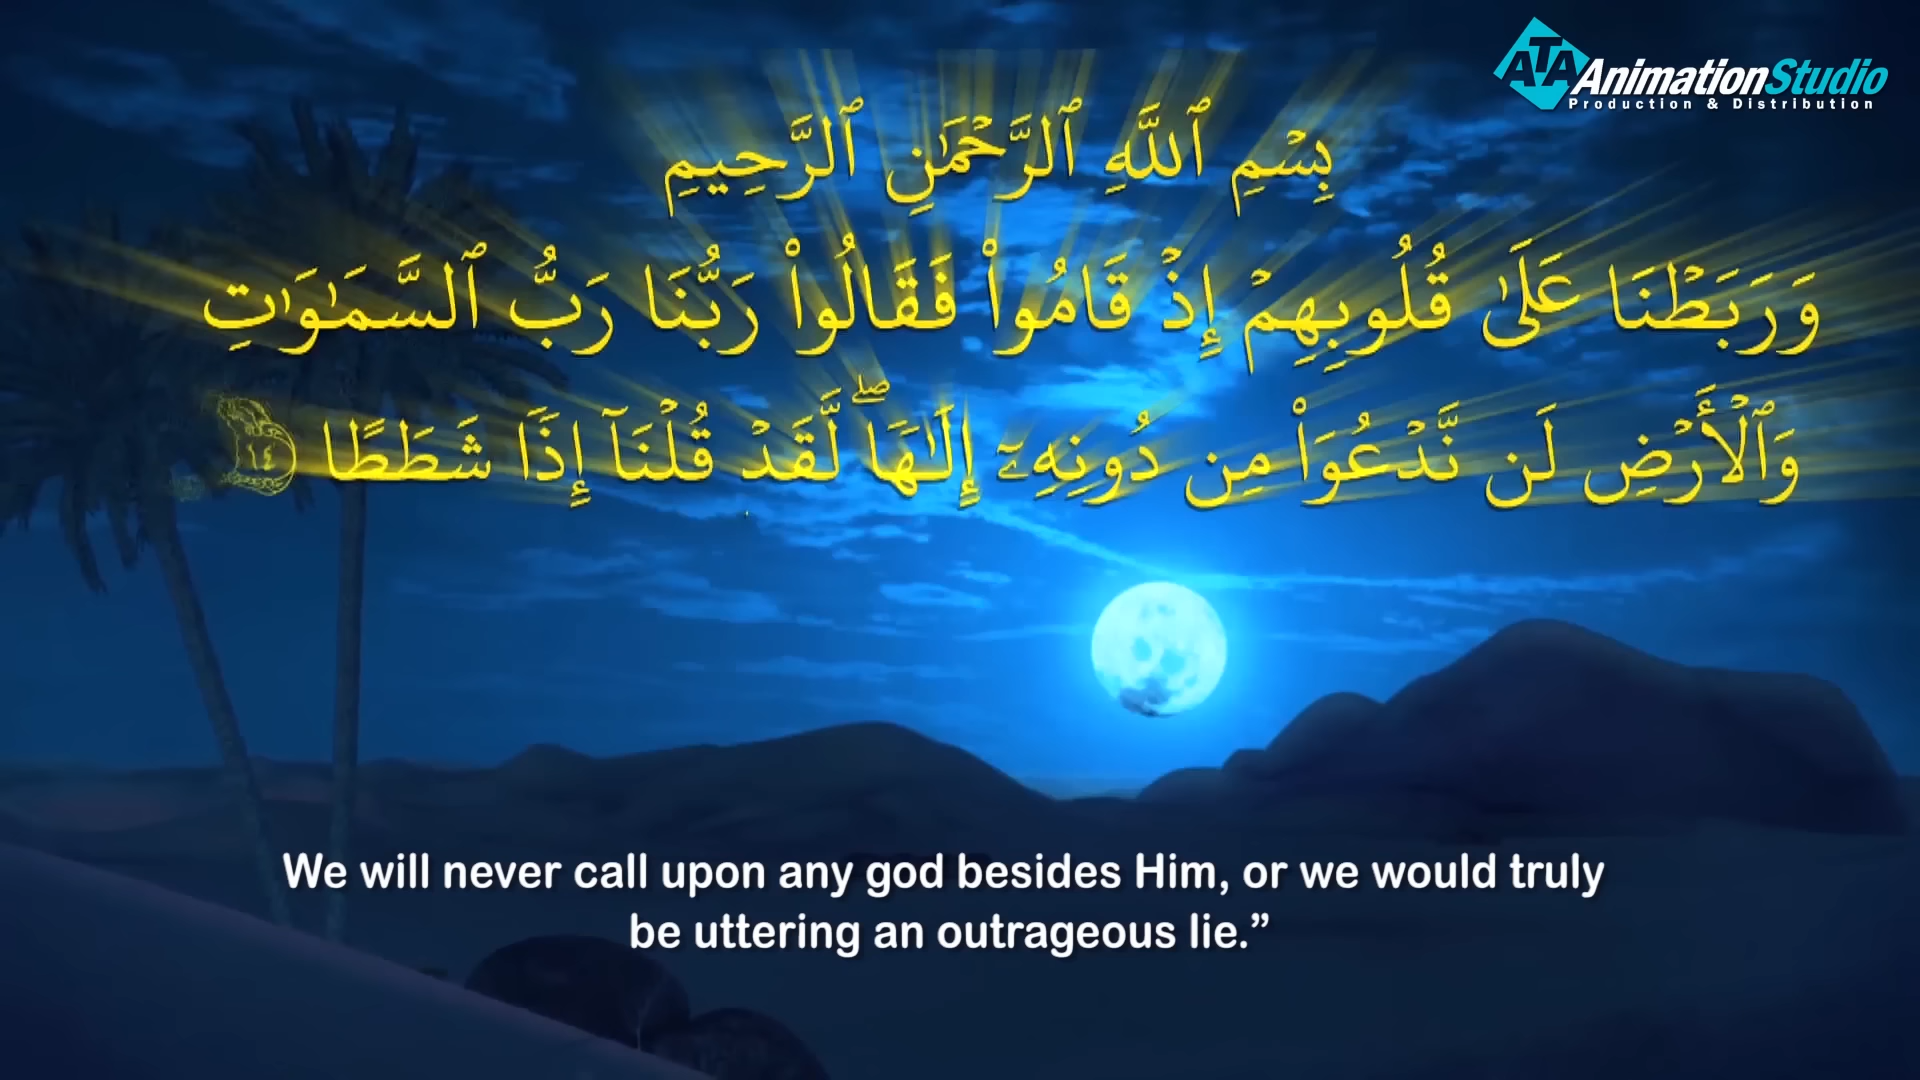 ATA AnimationStudio
Production & Distribution
بِسْمِ ٱللَّهِ ٱلرَّحْمَٰنِ ٱلرَّحِيمِ
وَرَبَطْنَا عَلَىٰ قُلُوبِهِمْ إِذْ قَامُوا۟ فَقَالُوا۟ رَبُّنَا رَبُّ ٱلسَّمَٰوَٰتِ
وَٱلْأَرْضِ لَن نَّدْعُوَا۟ مِن دُونِهِۦٓ إِلَٰهًا ۖ لَّقَدْ قُلْنَآ إِذًا شَطَطًا ١٤
We will never call upon any god besides Him, or we would truly
be uttering an outrageous lie.”